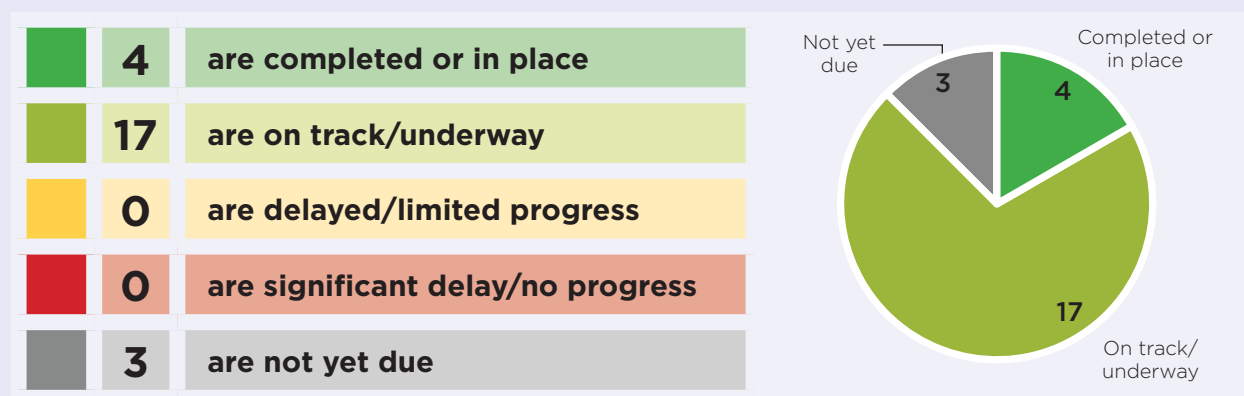 4 are completed or in place
17 are on track/underway
0 are delayed/limited progress
0 are significant delay/no progress
3 are not yet due
Not yet
due
Completed or
in place
3
4
17
On track/
underway